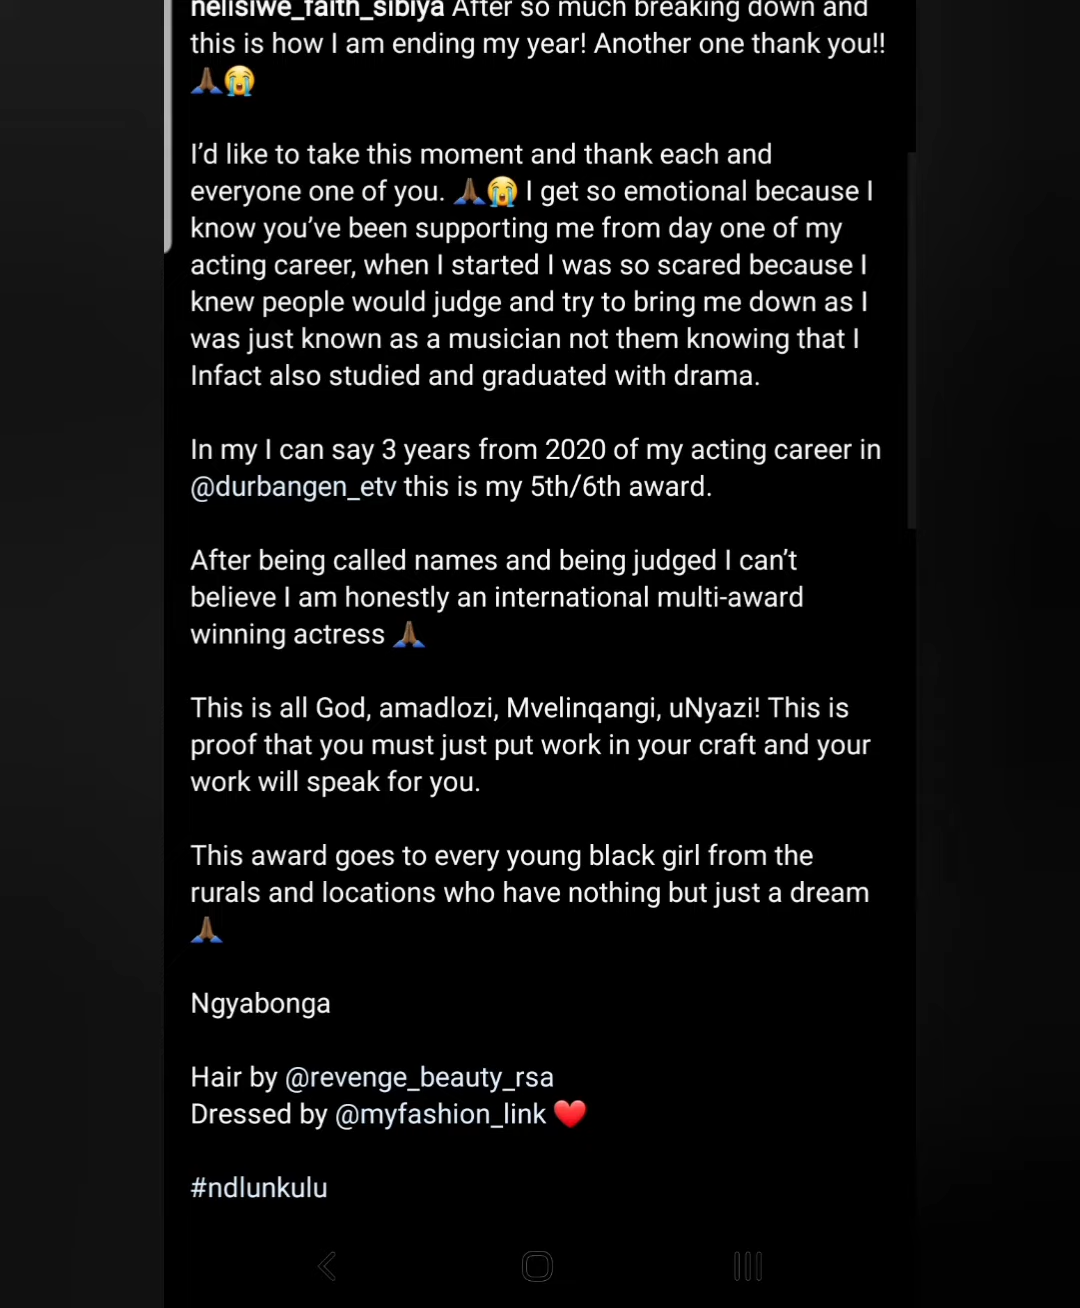 nelisiwe_faith_sibiya After so much breaking down and
this is how I am ending my year! Another one thank you!!
🙏🏾😭
I’d like to take this moment and thank each and
everyone one of you. 🙏🏾😭 I get so emotional because I
know you’ve been supporting me from day one of my
acting career, when I started I was so scared because I
knew people would judge and try to bring me down as I
was just known as a musician not them knowing that I
Infact also studied and graduated with drama.
In my I can say 3 years from 2020 of my acting career in
@durbangen_etv this is my 5th/6th award.
After being called names and being judged I can’t
believe I am honestly an international multi-award
winning actress 🙏🏾
This is all God, amadlozi, Mvelinqangi, uNyazi! This is
proof that you must just put work in your craft and your
work will speak for you.
This award goes to every young black girl from the
rurals and locations who have nothing but just a dream
🙏🏾
Ngyabonga
Hair by @revenge_beauty_rsa
Dressed by @myfashion_link ❤️
#ndlunkulu